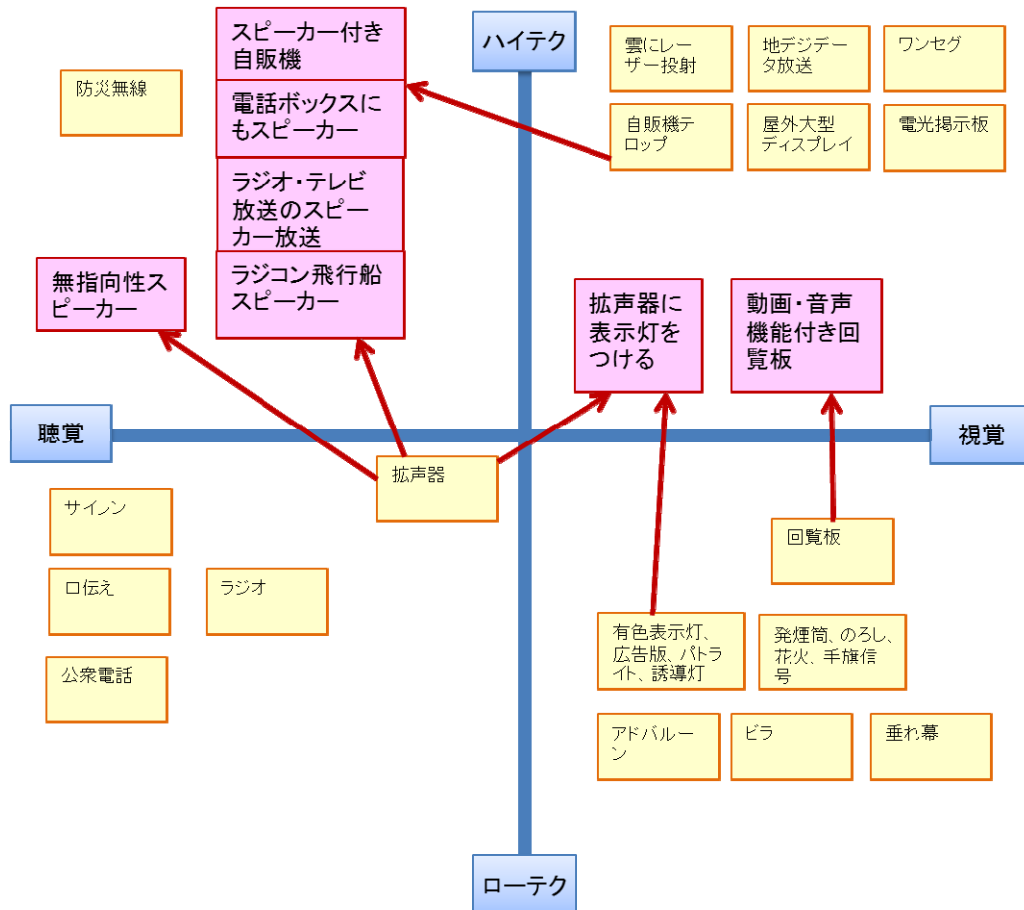 スピーカー付き
自販機
ハイテク
雲にレー
ザー投射
地デジデー
タ放送
ワンセグ
防災無線
電話ボックスに
もスピーカー
自販機テ
ロップ
屋外大型
ディスプレイ
電光掲示板
ラジオ・テレビ
放送のスピー
カー放送
無指向性ス
ピーカー
ラジコン飛行船
スピーカー
拡声器に
表示灯を
つける
動画・音声
機能付き回
覧板
聴覚
視覚
拡声器
サイレン
回覧板
口伝え
ラジオ
有色表示灯、
広告版、パトラ
イト、誘導灯
発煙筒、のろし、
花火、手旗信
号
公衆電話
アドバルー
ン
ビラ
垂れ幕
ローテク